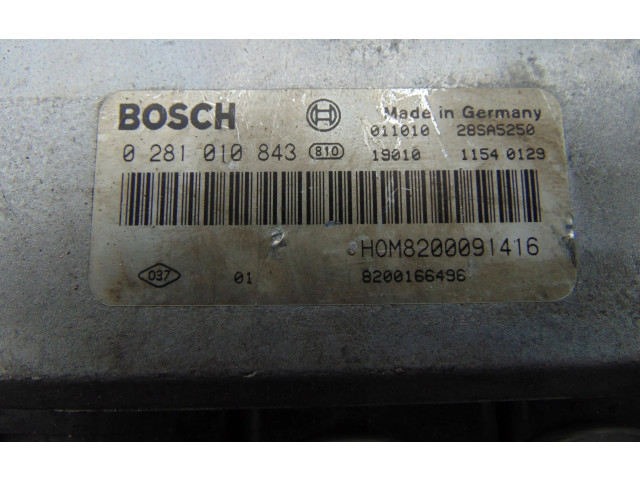 BOSCH
Made in Germany
011010 28SA5250
0 281 010 843 810
19010 1154 0129
HOM8200091416
037 01 8200166496